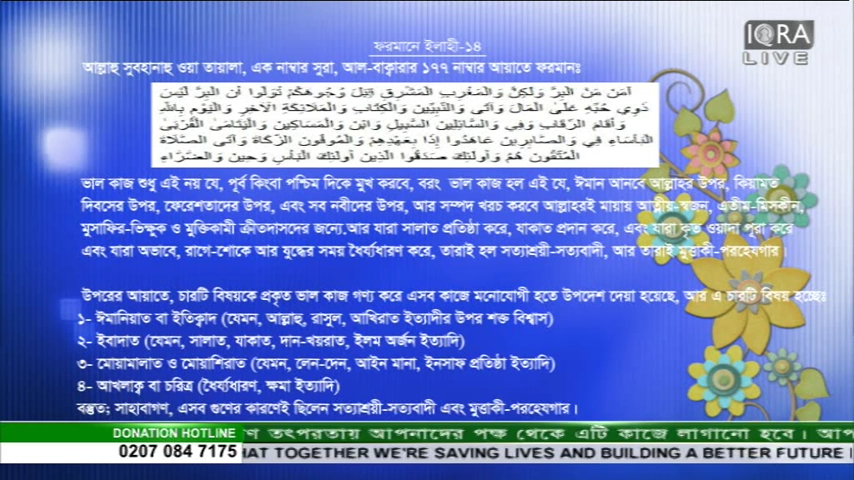 IQRA
LIVE
ফরমানে ইলাহী-১৪
আল্লাহু সুবহানাহু ওয়া তায়ালা, এক নাম্বার সুরা, আল-বাক্বারার ১৭৭ নাম্বার আয়াতে ফরমানঃ
آمَنَ مَنْ الْبِرَّ وَلَكِنَّ وَالْمَغْرِبِ الْمَشْرِقِ قِبَلَ وُجُوهَكُمْ تُوَلُّوا أَن الْبِرَّ لَّيْسَ
ذَوِي حُبِّهِ عَلَى الْمَالَ وَآتَى وَالنَّبِيِّينَ وَالْكِتَابِ وَالْمَلَائِكَةِ الْآخِرِ وَالْيَوْمِ بِاللَّهِ
وَأَقَامَ الرِّقَابِ وَفِي وَالسَّائِلِينَ السَّبِيلِ وَابْنَ وَالْمَسَاكِينَ وَالْيَتَامَى الْقُرْبَى
الْبَأْسَاءِ فِي وَالصَّابِرِينَ عَاهَدُوا إِذَا بِعَهْدِهِمْ وَالْمُوفُونَ الزَّكَاةَ وَآتَى الصَّلَاةَ
الْمُتَّقُونَ هُمُ وَأُولَئِكَ صَدَقُوا الَّذِينَ أُولَئِكَ الْبَأْسِ وَحِينَ وَالضَّرَّاءِ
ভাল কাজ শুধু এই নয় যে, পূর্ব কিংবা পশ্চিম দিকে মুখ করবে, বরং ভাল কাজ হল এই যে, ঈমান আনবে আল্লাহর উপর, কিয়ামত
দিবসের উপর, ফেরেশতাদের উপর, এবং সব নবীদের উপর, আর সম্পদ খরচ করবে আল্লাহরই মায়ায় আত্মীয়-স্বজন, এতীম-মিসকীন,
মুসাফির-ভিক্ষুক ও মুক্তিকামী ক্রীতদাসদের জন্যে.আর যারা সালাত প্রতিষ্ঠা করে, যাকাত প্রদান করে, এবং যারা কৃত ওয়াদা পূরা করে
এবং যারা অভাবে, রাগে-শোকে আর যুদ্ধের সময় ধৈর্য্যধারণ করে, তারাই হল সত্যাশ্রয়ী-সত্যবাদী, আর তারাই মুত্তাকী-পরহেযগার।
উপরের আয়াতে, চারটি বিষয়কে প্রকৃত ভাল কাজ গণ্য করে এসব কাজে মনোযোগী হতে উপদেশ দেয়া হয়েছে, আর এ চারটি বিষয় হচ্ছেঃ
১- ঈমানিয়াত বা ইতিক্বাদ (যেমন, আল্লাহু, রাসুল, আখিরাত ইত্যাদীর উপর শক্ত বিশ্বাস)
২- ইবাদাত (যেমন, সালাত, যাকাত, দান-খয়রাত, ইলম অর্জন ইত্যাদি)
৩- মোয়ামালাত ও মোয়াশিরাত (যেমন, লেন-দেন, আইন মানা, ইনসাফ প্রতিষ্ঠা ইত্যাদি)
৪- আখলাক্ব বা চরিত্র (ধৈর্য্যধারণ, ক্ষমা ইত্যাদি)
বস্তুত; সাহাবাগণ, এসব গুণের কারণেই ছিলেন সত্যাশ্রয়ী-সত্যবাদী এবং মুত্তাকী-পরহেযগার।
DONATION HOTLINE ণ তৎপরতায় আপনাদের পক্ষ থেকে এটি কাজে লাগানো হবে। আপ
0207 084 7175 HAT TOGETHER WE'RE SAVING LIVES AND BUILDING A BETTER FUTURE